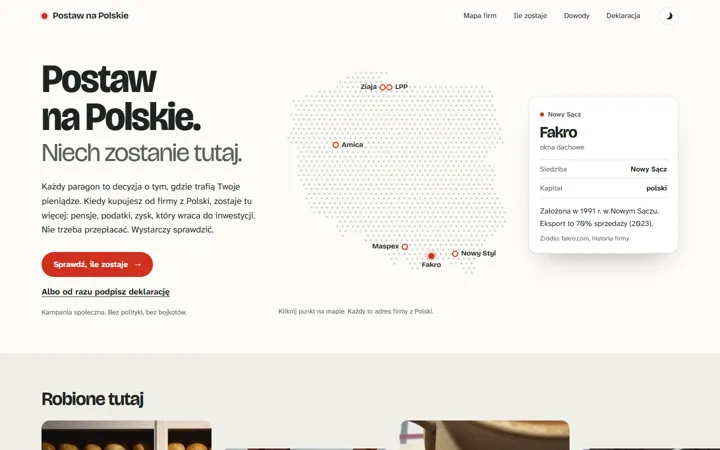 Postaw na Polskie
Mapa firm
Ile zostaje
Dowody
Deklaracja
Postaw
na Polskie.
Niech zostanie tutaj.
Każdy paragon to decyzja o tym, gdzie trafią Twoje
pieniądze. Kiedy kupujesz od firmy z Polski, zostaje tu
więcej: pensje, podatki, zysk, który wraca do inwestycji.
Nie trzeba przepłacać. Wystarczy sprawdzić.
Sprawdź, ile zostaje →
Albo od razu podpisz deklarację
Kampania społeczna. Bez polityki, bez bojkotów.
Ziaja
LPP
Amica
Maspex
Nowy Styl
Fakro
Kliknij punkt na mapie. Każdy to adres firmy z Polski.
Nowy Sącz
Fakro
okna dachowe
Siedziba Nowy Sącz
Kapitał polski
Założona w 1991 r. w Nowym Sączu.
Eksport to 70% sprzedaży (2023).
Źródło: fakro.com, historia firmy
Robione tutaj